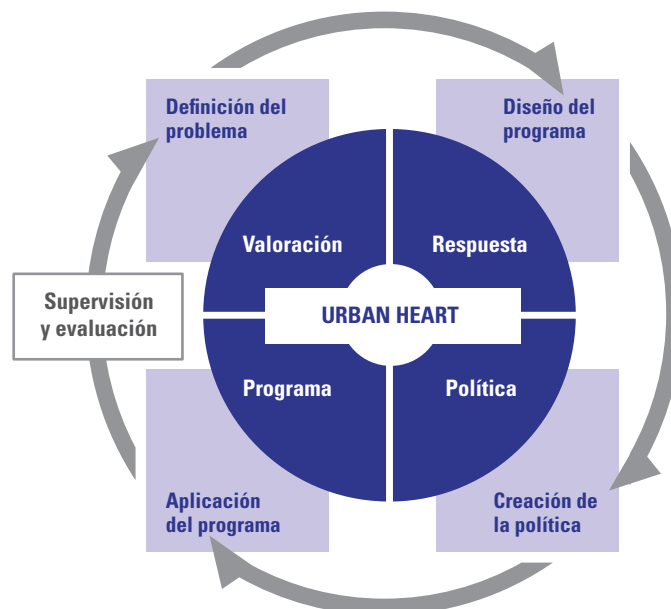 Definición del
problema
Diseño del
programa
Valoración
Respuesta
Supervisión
y evaluación
URBAN HEART
Programa
Política
Aplicación
del programa
Creación de
la política